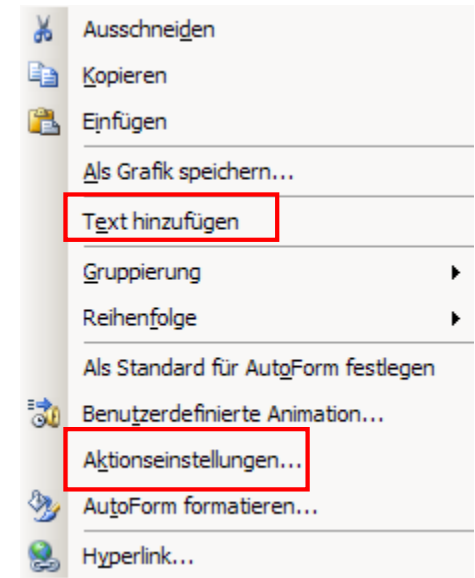 Ausschneiden
Kopieren
Einfügen
Als Grafik speichern...
Text hinzufügen
Gruppierung
Reihenfolge
Als Standard für AutoForm festlegen
Benutzerdefinierte Animation...
Aktionseinstellungen...
AutoForm formatieren...
Hyperlink...